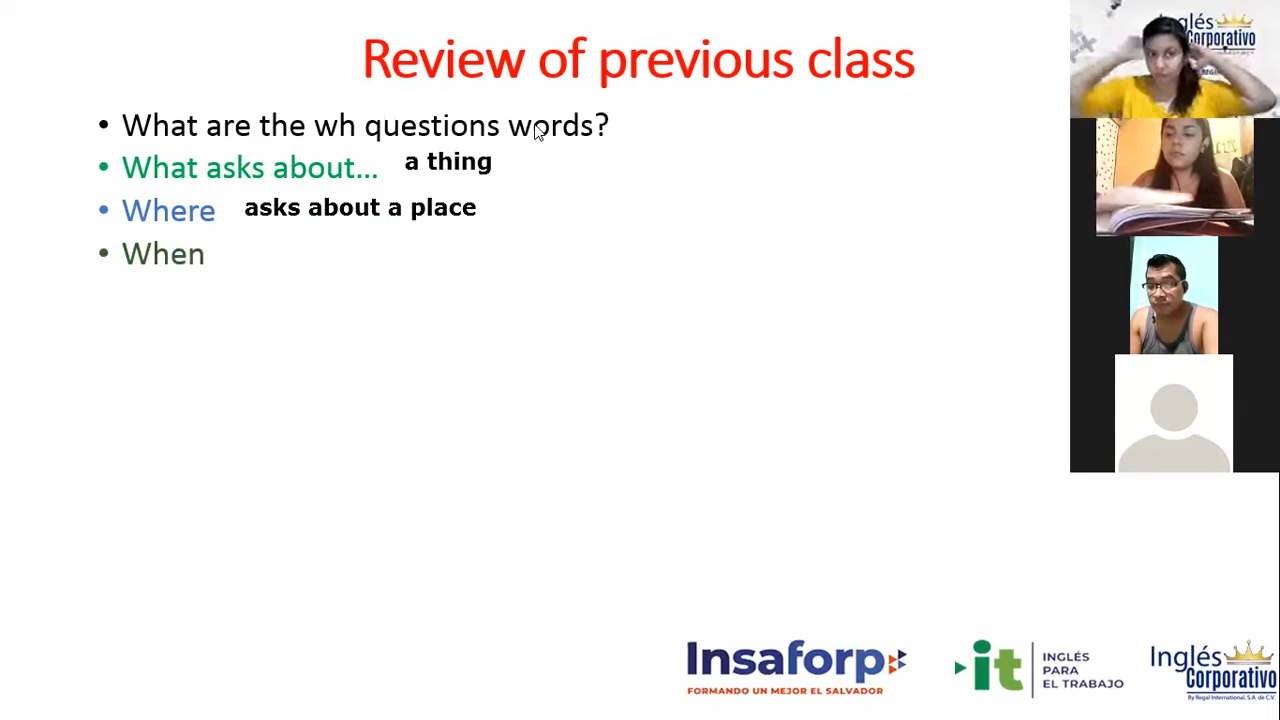 Review of previous class
• What are the wh questions words?
• What asks about... a thing
• Where asks about a place
• When
Inglés
Corporativo
Insaforp
FORMANDO UN MEJOR EL SALVADOR
it
INGLÉS
PARA
EL TRABAJO
Inglés
Corporativo
By Regal International, S.A. de C.V.